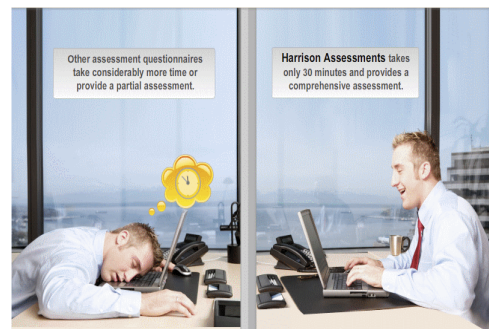 Other assessment questionnaires
take considerably more time or
provide a partial assessment.
Harrison Assessments takes
only 30 minutes and provides a
comprehensive assessment.